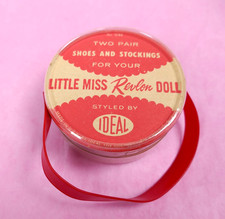 TWO PAIR
SHOES AND STOCKINGS
FOR YOUR
LITTLE MISS Revlon DOLL
STYLED BY
IDEAL